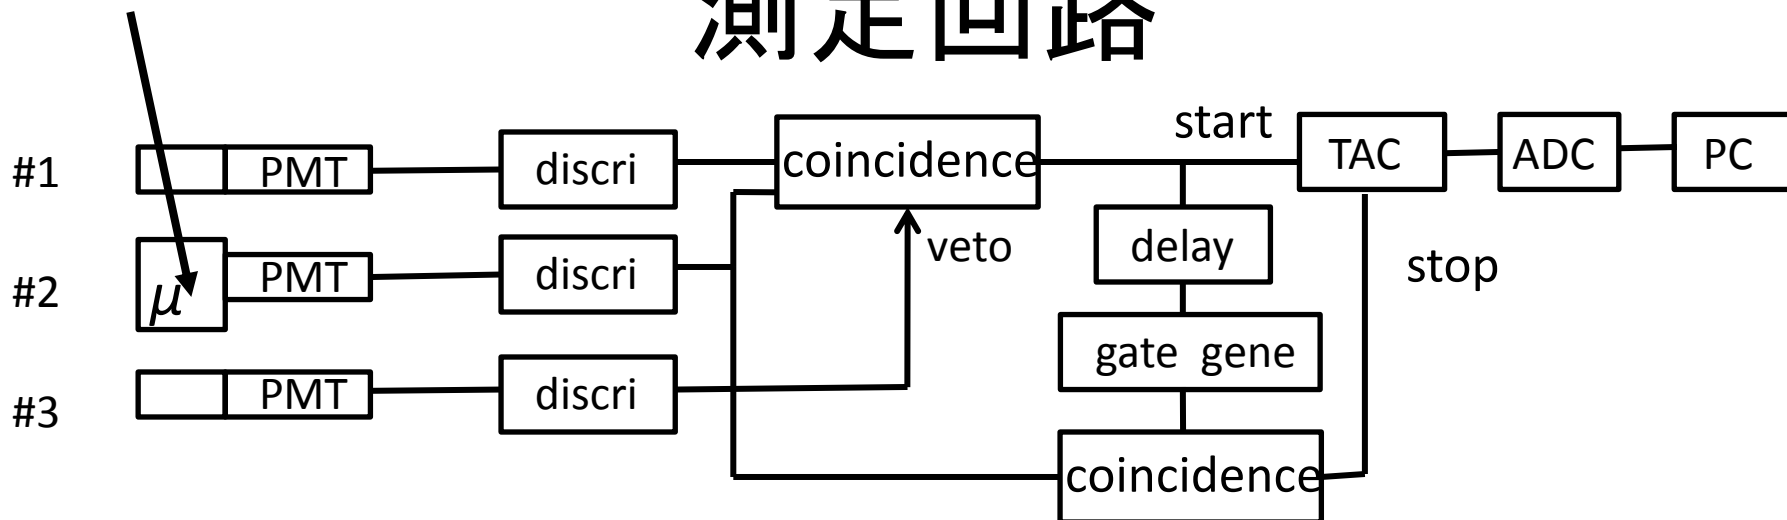 測定回路
start
#1 PMT discri coincidence TAC ADC PC
veto delay stop
#2 μ PMT discri
gate gene
#3 PMT discri
coincidence